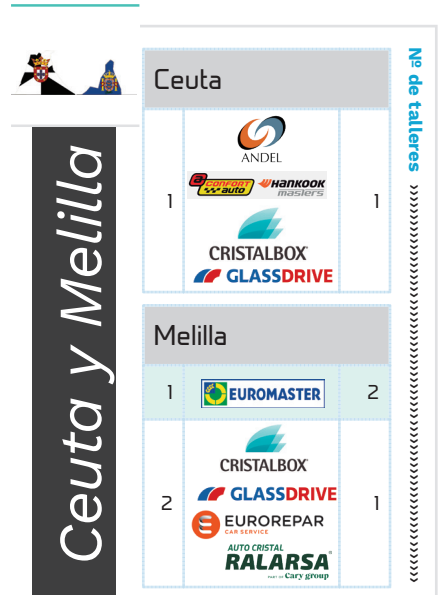 Ceuta y Melilla
Nº de talleres
Ceuta
1
ANDEL
CONFORT auto
HANKOOK masters
CRISTALBOX
GLASSDRIVE
1
Melilla
1
EUROMASTER
2
2
CRISTALBOX
GLASSDRIVE
EUROREPAR
CAR SERVICE
AUTO CRISTAL
RALARSA
PART OF Cary group
1